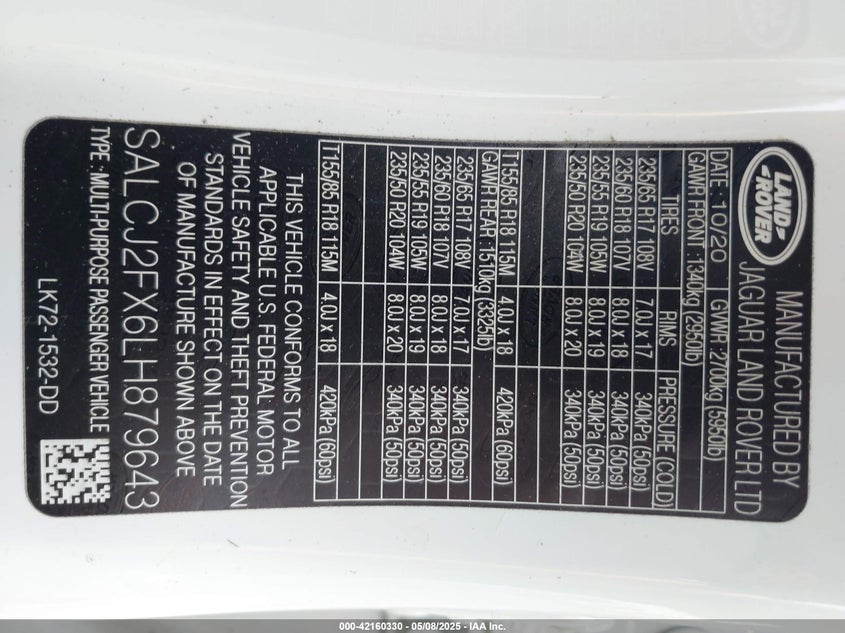 LAND
ROVER
MANUFACTURED BY
JAGUAR LAND ROVER LTD
DATE : 10/20 GVWR :2700kg (5960lb)
GAWR FRONT :1340kg (2950lb)
TIRES RIMS PRESSURE (COLD)
235/65 R17 108V 7.0J x 17 340kPa (50psi)
235/60 R18 107V 8.0J x 18 340kPa (50psi)
235/55 R19 105W 8.0J x 19 340kPa (50psi)
235/50 R20 104W 8.0J x 20 340kPa (50psi)
T155/85 R18 115M 4.0J x 18 420kPa (60psi)
GAWR REAR :1510kg (3325lb)
235/65 R17 108V 7.0J x 17 340kPa (50psi)
235/60 R18 107V 8.0J x 18 340kPa (50psi)
235/55 R19 105W 8.0J x 19 340kPa (50psi)
235/50 R20 104W 8.0J x 20 340kPa (50psi)
T155/85 R18 115M 4.0J x 18 420kPa (60psi)
THIS VEHICLE CONFORMS TO ALL
APPLICABLE U.S. FEDERAL MOTOR
VEHICLE SAFETY AND THEFT PREVENTION
STANDARDS IN EFFECT ON THE DATE
OF MANUFACTURE SHOWN ABOVE
SALCJ2FX6LH879643
TYPE : MULTI-PURPOSE PASSENGER VEHICLE
LK72-1532-DD
000-42160330 - 05/08/2025 - IAA Inc.